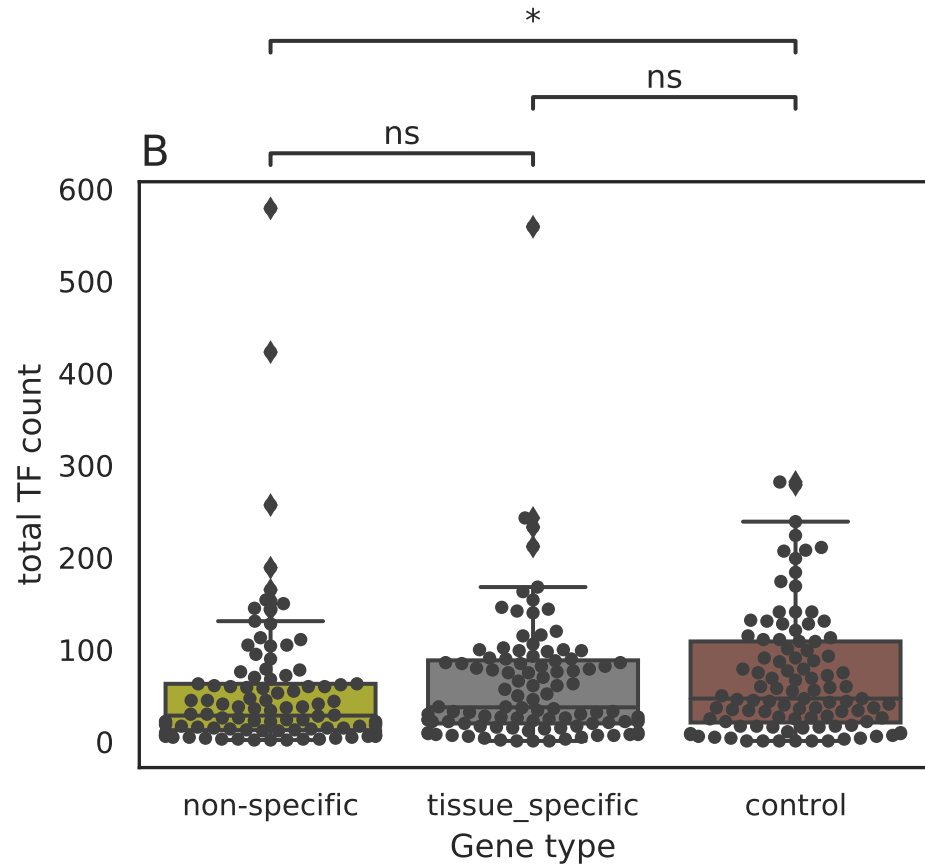 *
ns
ns
B
600
500
400
300
200
100
0
total TF count
non-specific
tissue_specific
control
Gene type